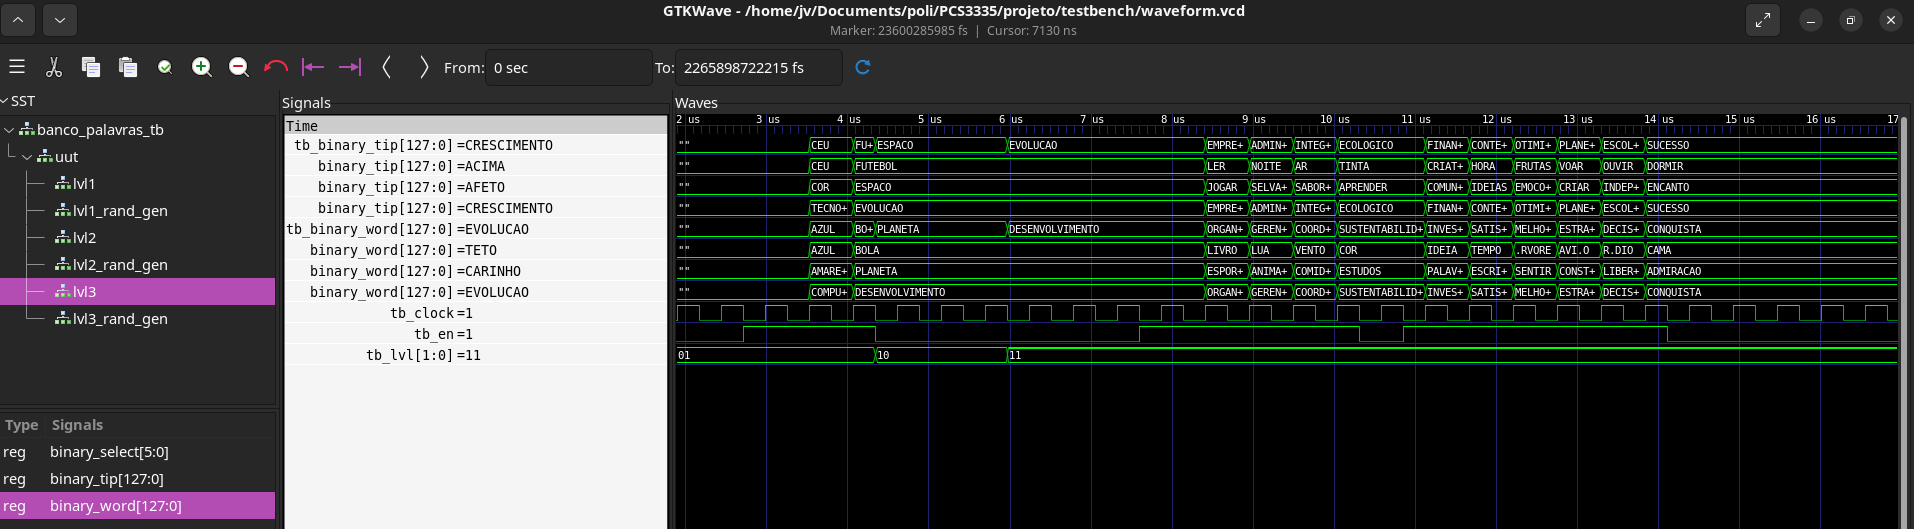 GTKWave - /home/jv/Documents/poli/PCS3335/projeto/testbench/waveform.vcd
Marker: 23600285985 fs | Cursor: 7130 ns
From: 0 sec To: 2265898722215 fs
SST
banco_palavras_tb
uut
lvl1
lvl1_rand_gen
lvl2
lvl2_rand_gen
lvl3
lvl3_rand_gen
Type Signals
reg binary_select[5:0]
reg binary_tip[127:0]
reg binary_word[127:0]
Signals
Time
tb_binary_tip[127:0] =CRESCIMENTO
binary_tip[127:0] =ACIMA
binary_tip[127:0] =AFETO
binary_tip[127:0] =CRESCIMENTO
tb_binary_word[127:0] =EVOLUCAO
binary_word[127:0] =TETO
binary_word[127:0] =CARINHO
binary_word[127:0] =EVOLUCAO
tb_clock =1
tb_en =1
tb_lvl[1:0] =11
Waves
2 us 3 us 4 us 5 us 6 us 7 us 8 us 9 us 10 us 11 us 12 us 13 us 14 us 15 us 16 us 17
"" CEU FU+ ESPACO EVOLUCAO EMPRE+ ADMIN+ INTEG+ ECOLOGICO FINAN+ CONTE+ OTIMI+ PLANE+ ESCOL+ SUCESSO
"" CEU FUTEBOL LER NOITE AR TINTA CRIAT+ HORA FRUTAS VOAR OUVIR DORMIR
"" COR ESPACO JOGAR SELVA+ SABOR+ APRENDER COMUN+ IDEIAS EMOCO+ CRIAR INDEP+ ENCANTO
"" TECNO+ EVOLUCAO EMPRE+ ADMIN+ INTEG+ ECOLOGICO FINAN+ CONTE+ OTIMI+ PLANE+ ESCOL+ SUCESSO
"" AZUL BO+ PLANETA DESENVOLVIMENTO ORGAN+ GEREN+ COORD+ SUSTENTABILID+ INVES+ SATIS+ MELHO+ ESTRA+ DECIS+ CONQUISTA
"" AZUL BOLA LIVRO LUA VENTO COR IDEIA TEMPO .RVORE AVI.O R.DIO CAMA
"" AMARE+ PLANETA ESPOR+ ANIMA+ COMID+ ESTUDOS PALAV+ ESCRI+ SENTIR CONST+ LIBER+ ADMIRACAO
"" COMPU+ DESENVOLVIMENTO ORGAN+ GEREN+ COORD+ SUSTENTABILID+ INVES+ SATIS+ MELHO+ ESTRA+ DECIS+ CONQUISTA
01 10 11